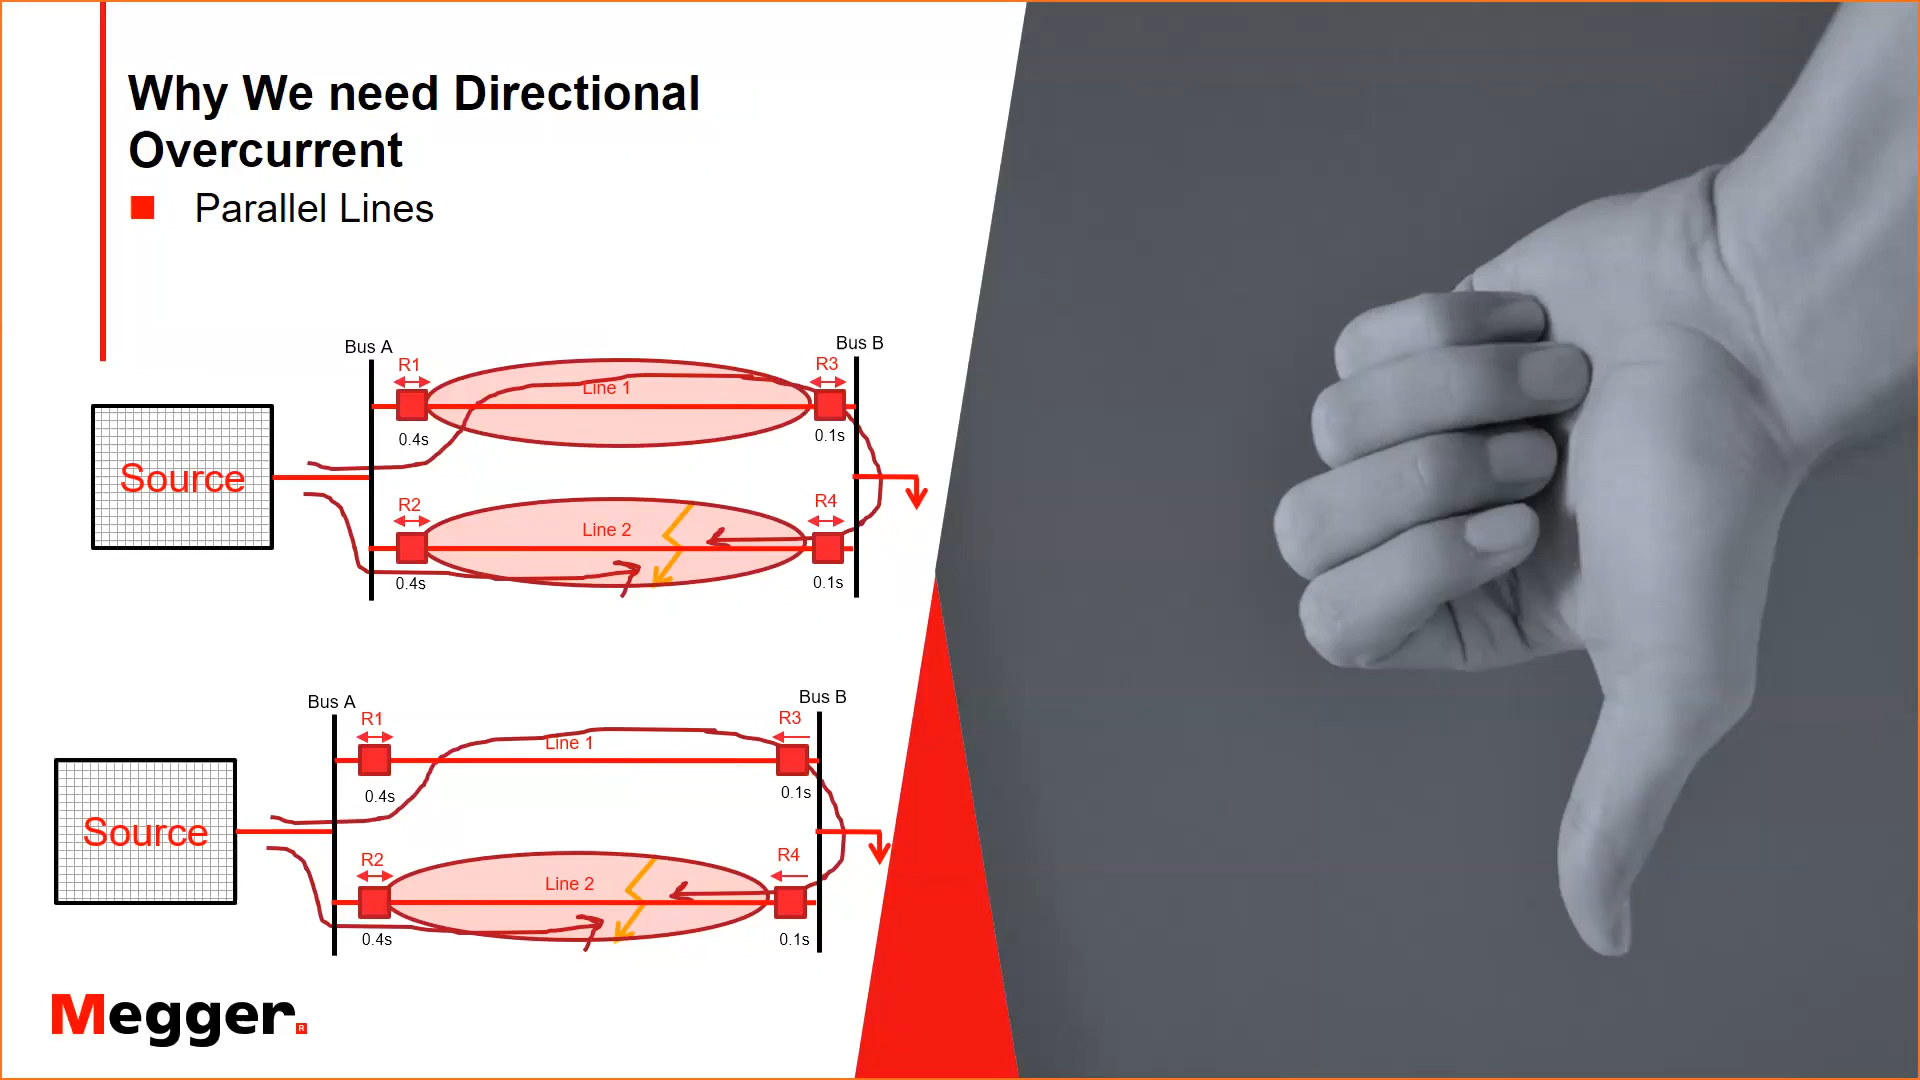 Why We need Directional
Overcurrent
Parallel Lines
Bus A
Bus B
R1
R3
Line 1
0.4s
0.1s
Source
R2
R4
Line 2
0.4s
0.1s
Bus A
Bus B
R1
R3
Line 1
0.4s
0.1s
Source
R2
R4
Line 2
0.4s
0.1s
Megger®